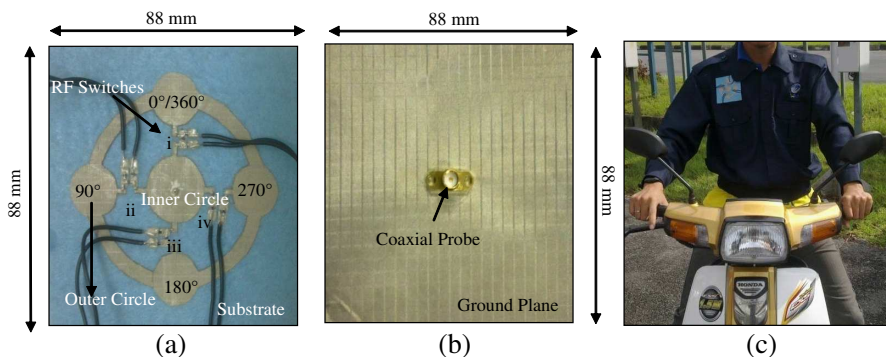 88 mm
88 mm
88 mm
RF Switches
0°/360°
i
90°
Inner Circle
270°
ii
iv
iii
Outer Circle
180°
Substrate
(a)
Coaxial Probe
Ground Plane
(b)
88 mm
HONDA
(c)